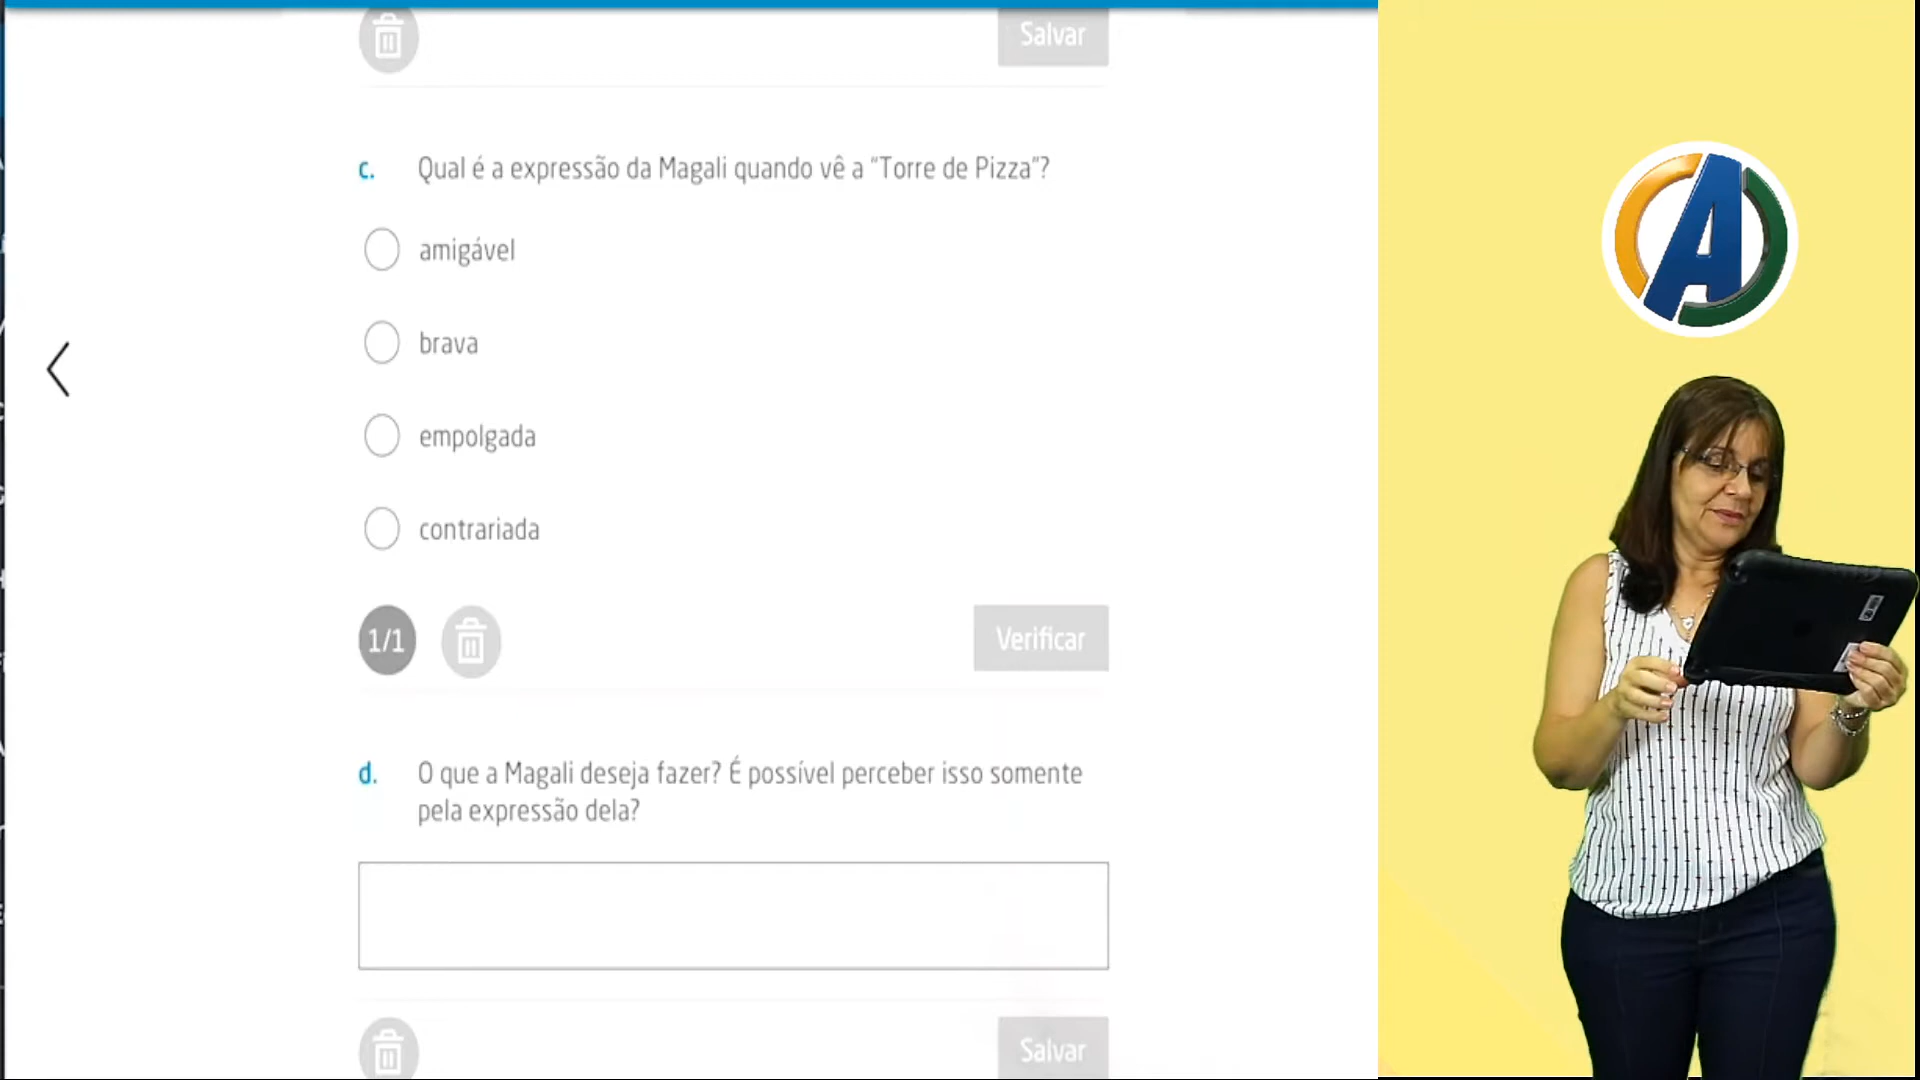 Salvar
c. Qual é a expressão da Magali quando vê a “Torre de Pizza”?
amigável
brava
empolgada
contrariada
1/1
Verificar
d. O que a Magali deseja fazer? É possível perceber isso somente
pela expressão dela?
Salvar
A